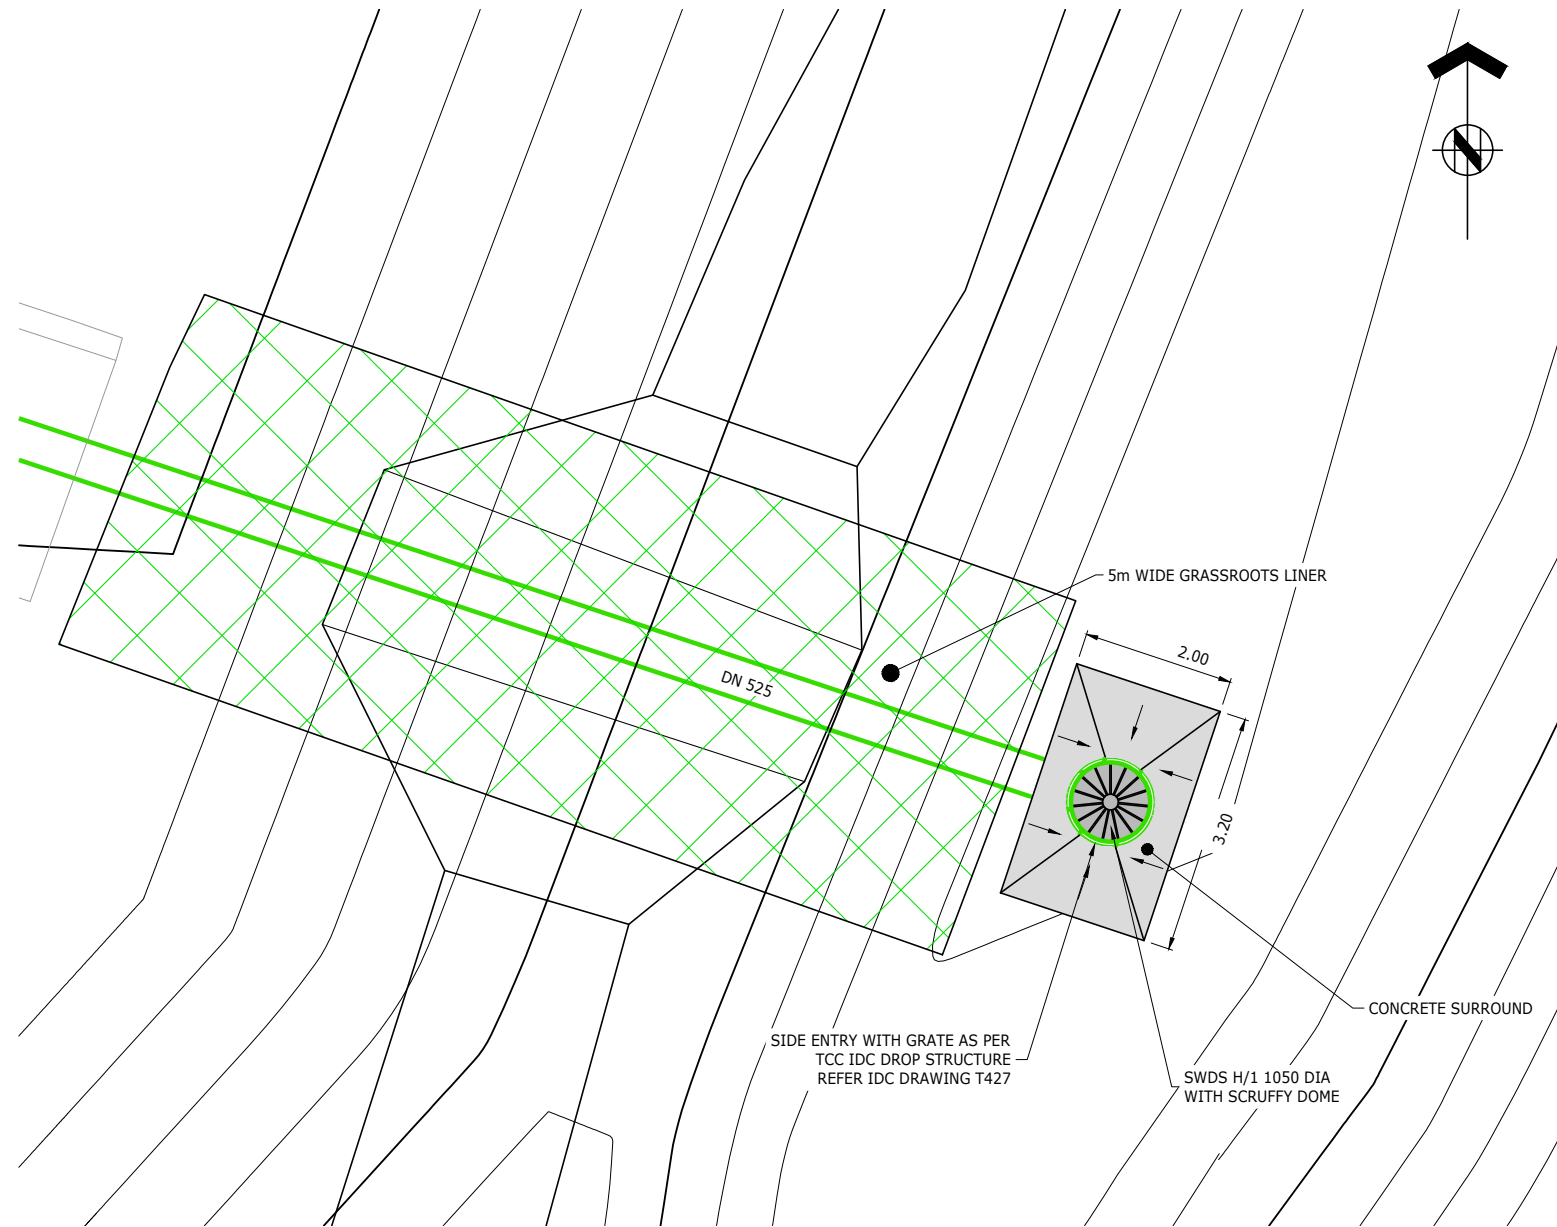 5m WIDE GRASSROOTS LINER
2.00
DN 525
3.20
CONCRETE SURROUND
SIDE ENTRY WITH GRATE AS PER
TCC IDC DROP STRUCTURE
REFER IDC DRAWING T427
SWDS H/1 1050 DIA
WITH SCRUFFY DOME